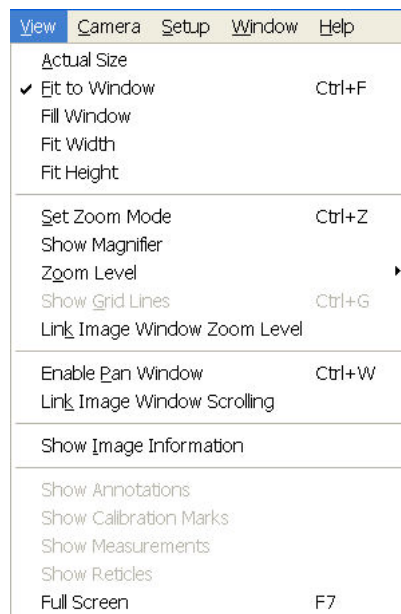 View Camera Setup Window Help
Actual Size
✓ Fit to Window Ctrl+F
Fill Window
Fit Width
Fit Height
Set Zoom Mode Ctrl+Z
Show Magnifier
Zoom Level
Show Grid Lines Ctrl+G
Link Image Window Zoom Level
Enable Pan Window Ctrl+W
Link Image Window Scrolling
Show Image Information
Show Annotations
Show Calibration Marks
Show Measurements
Show Reticles
Full Screen F7